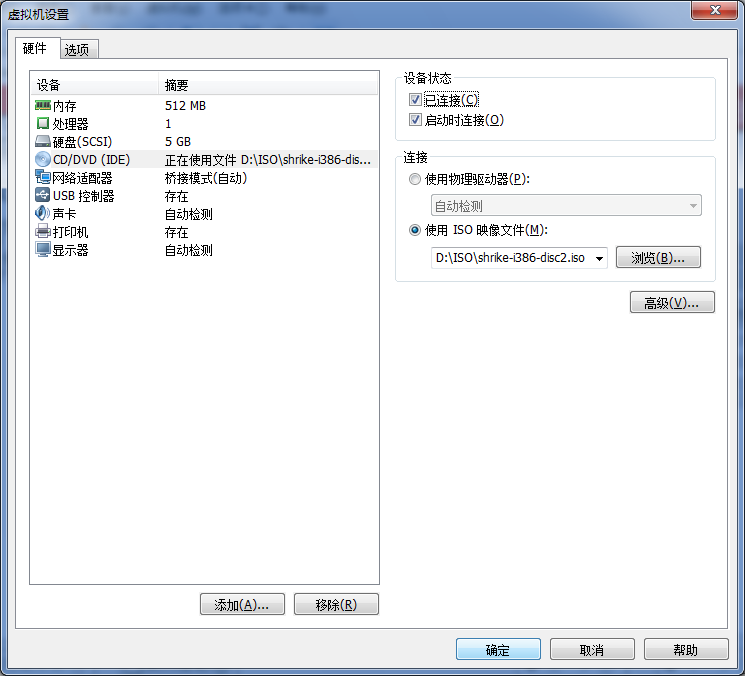 虚拟机设置
硬件 选项
设备 摘要
内存 512 MB
处理器 1
硬盘(SCSI) 5 GB
CD/DVD (IDE) 正在使用文件 D:\ISO\shrike-i386-dis...
网络适配器 桥接模式(自动)
USB 控制器 存在
声卡 自动检测
打印机 存在
显示器 自动检测
添加(A)... 移除(R)
设备状态
已连接(C)
启动时连接(O)
连接
使用物理驱动器(P):
自动检测
使用 ISO 映像文件(M):
D:\ISO\shrike-i386-disc2.iso 浏览(B)...
高级(V)...
确定 取消 帮助